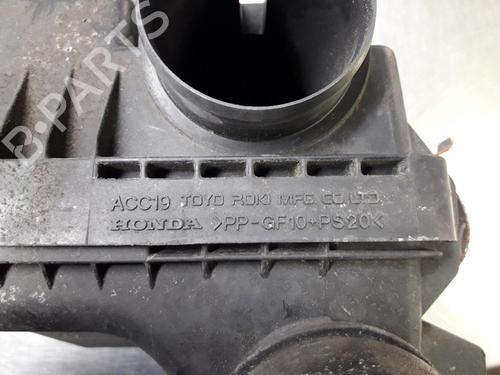 B-PARTS
ACC19 TOYO ROKI MFG. CO., LTD.
HONDA >PP-GF10+PS20<